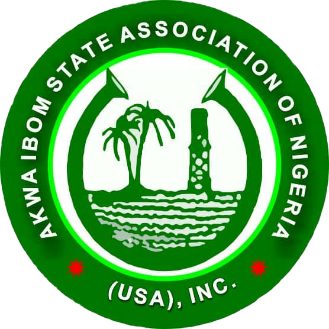 AKWA IBOM STATE ASSOCIATION OF NIGERIA
(USA), INC.